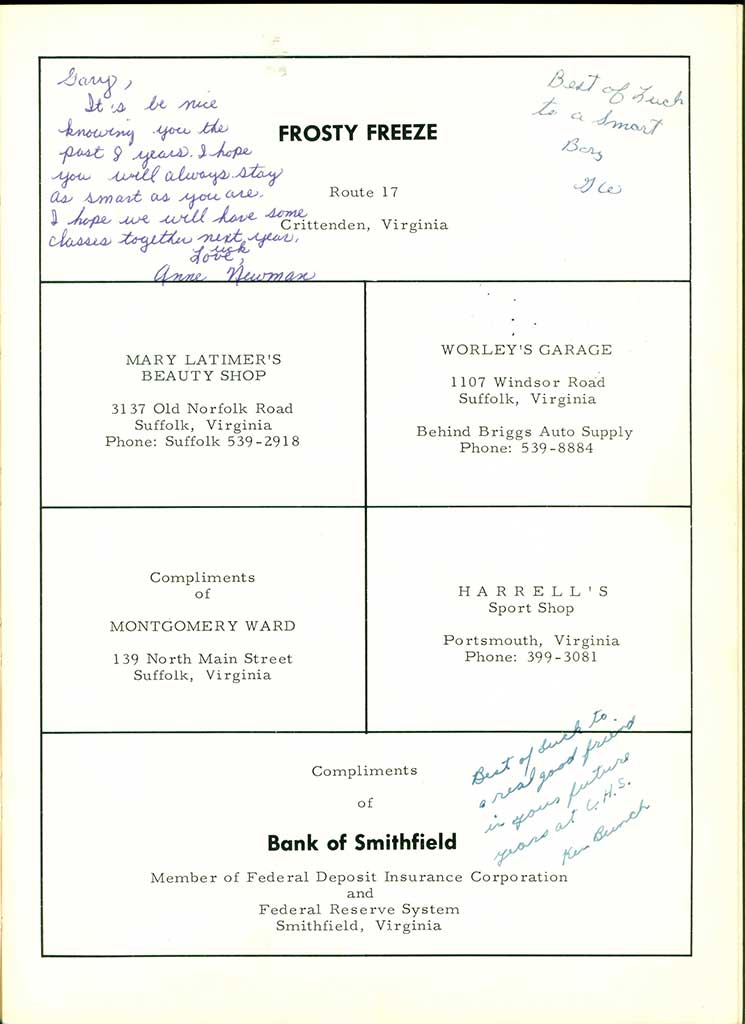 Gary,
It's be nice
knowing you the
past 8 years. I hope
you will always stay
as smart as you are.
I hope we will have some
classes together next year.
Luck
Love,
Anne Newman
Best of Luck
to a Smart
Boy
FROSTY FREEZE
Route 17
Crittenden, Virginia
MARY LATIMER'S
BEAUTY SHOP
3137 Old Norfolk Road
Suffolk, Virginia
Phone: Suffolk 539-2918
WORLEY'S GARAGE
1107 Windsor Road
Suffolk, Virginia
Behind Briggs Auto Supply
Phone: 539-8884
Compliments
of
MONTGOMERY WARD
139 North Main Street
Suffolk, Virginia
HARRELL'S
Sport Shop
Portsmouth, Virginia
Phone: 399-3081
Compliments
of
Bank of Smithfield
Member of Federal Deposit Insurance Corporation
and
Federal Reserve System
Smithfield, Virginia
Best of Luck to
a real good friend
in your future
years at C.H.S.
Ken Bunch